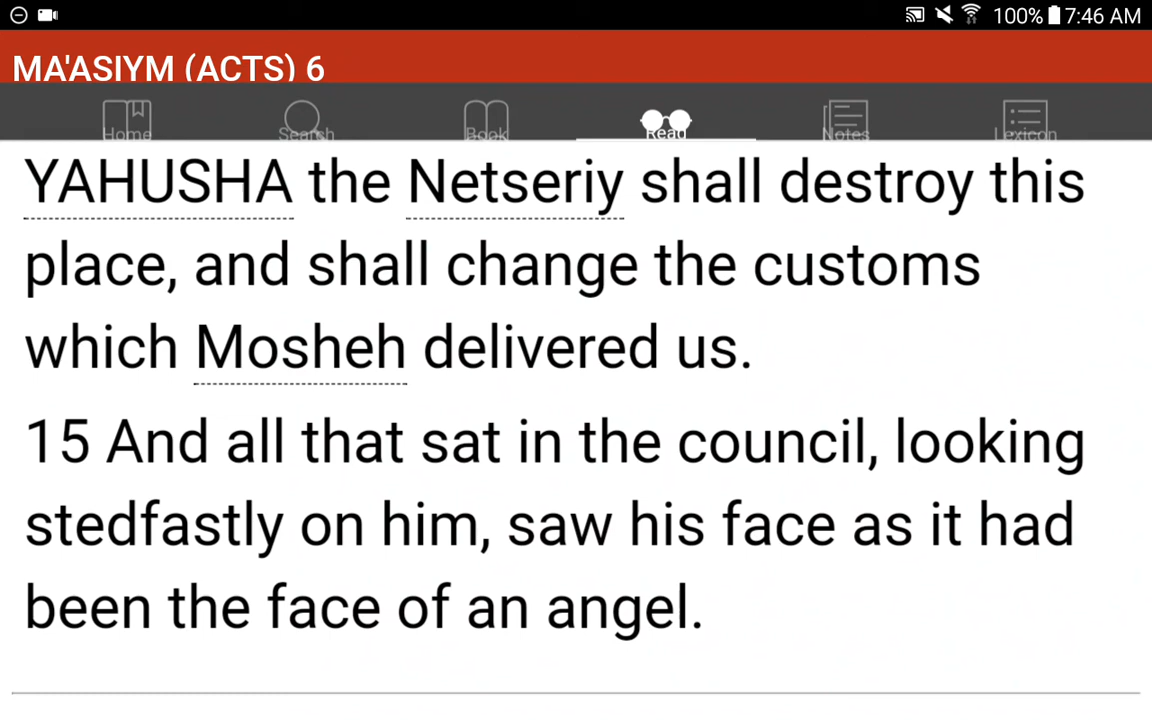 100% 7:46 AM
MA'ASIYM (ACTS) 6
Home Search Book Read Notes Lexicon
YAHUSHA the Netseriy shall destroy this
place, and shall change the customs
which Mosheh delivered us.
15 And all that sat in the council, looking
stedfastly on him, saw his face as it had
been the face of an angel.